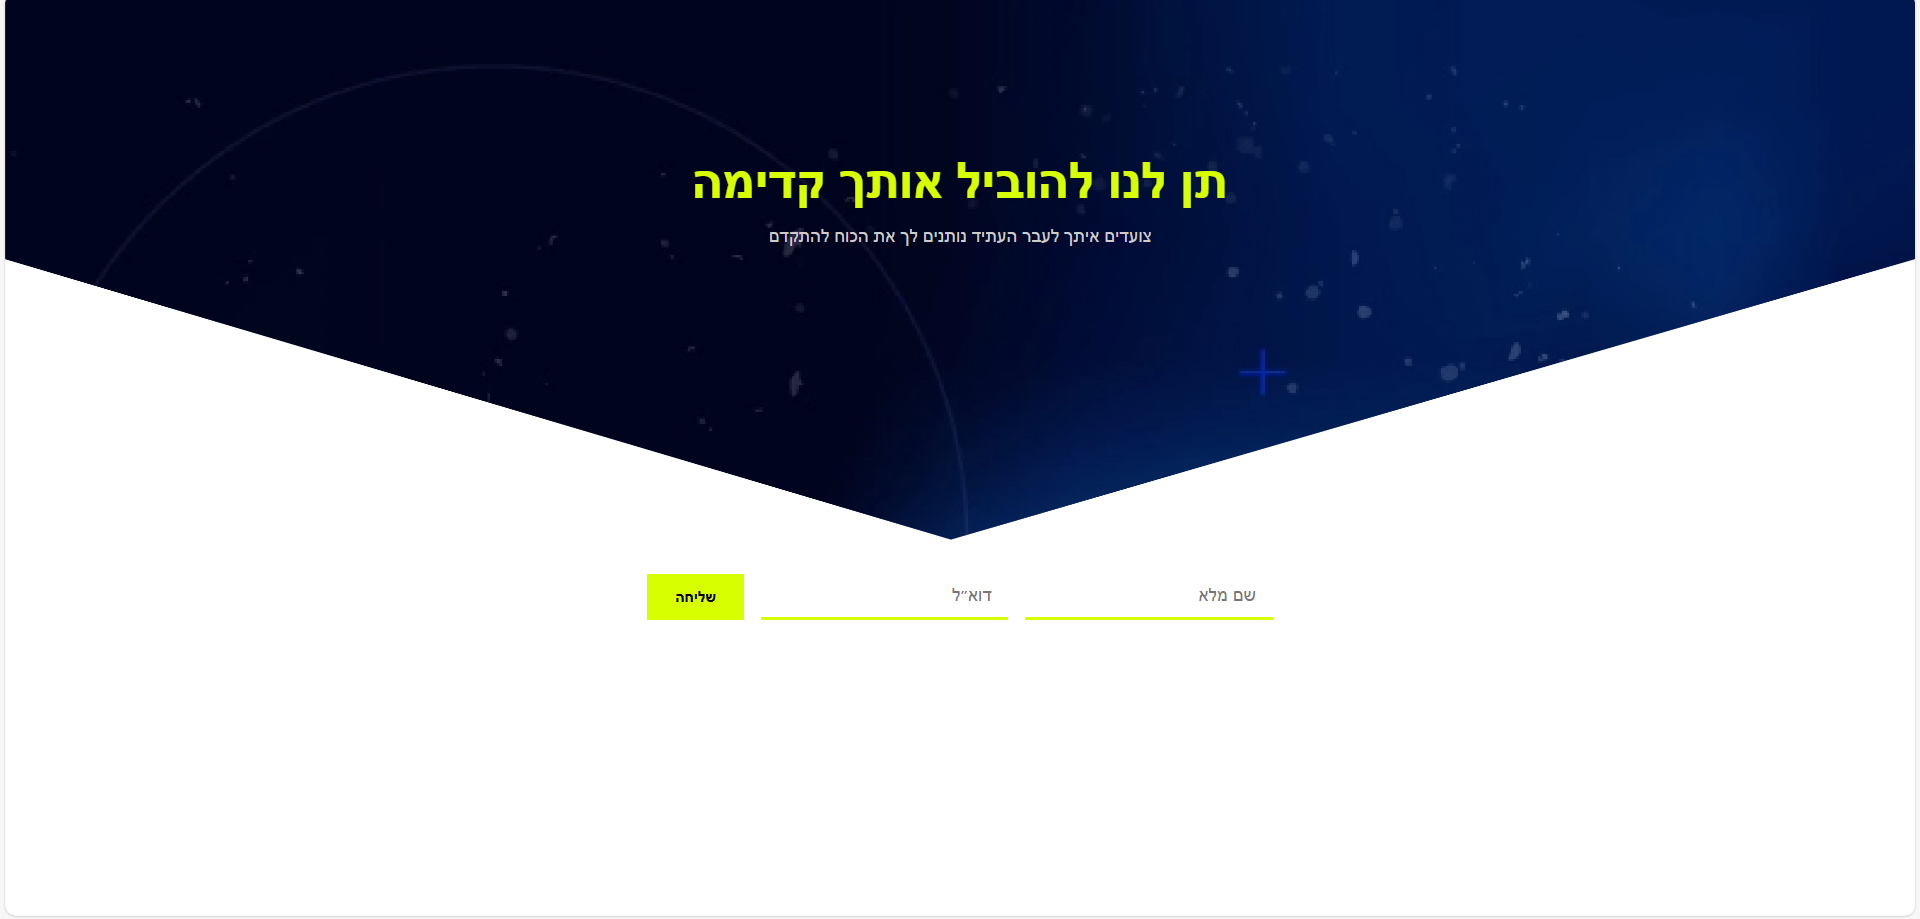 תן לנו להוביל אותך קדימה
צועדים איתך לעבר העתיד נותנים לך את הכוח להתקדם
שם מלא
דוא״ל
שליחה